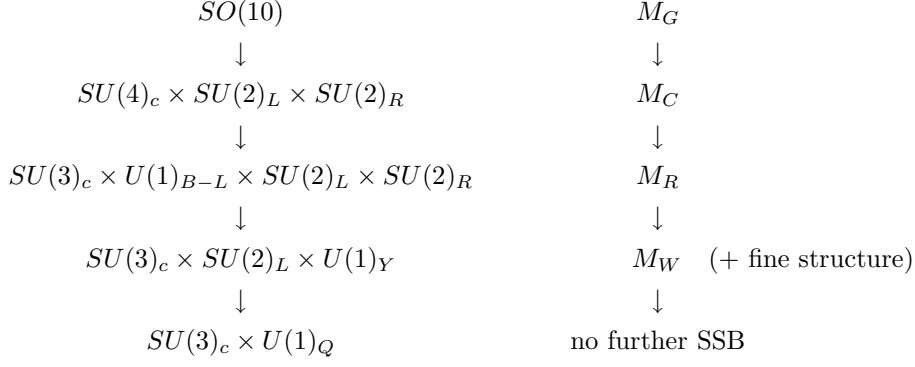 SO(10) M_G
↓ ↓
SU(4)_c × SU(2)_L × SU(2)_R M_C
↓ ↓
SU(3)_c × U(1)_{B−L} × SU(2)_L × SU(2)_R M_R
↓ ↓
SU(3)_c × SU(2)_L × U(1)_Y M_W (+ fine structure)
↓ ↓
SU(3)_c × U(1)_Q no further SSB